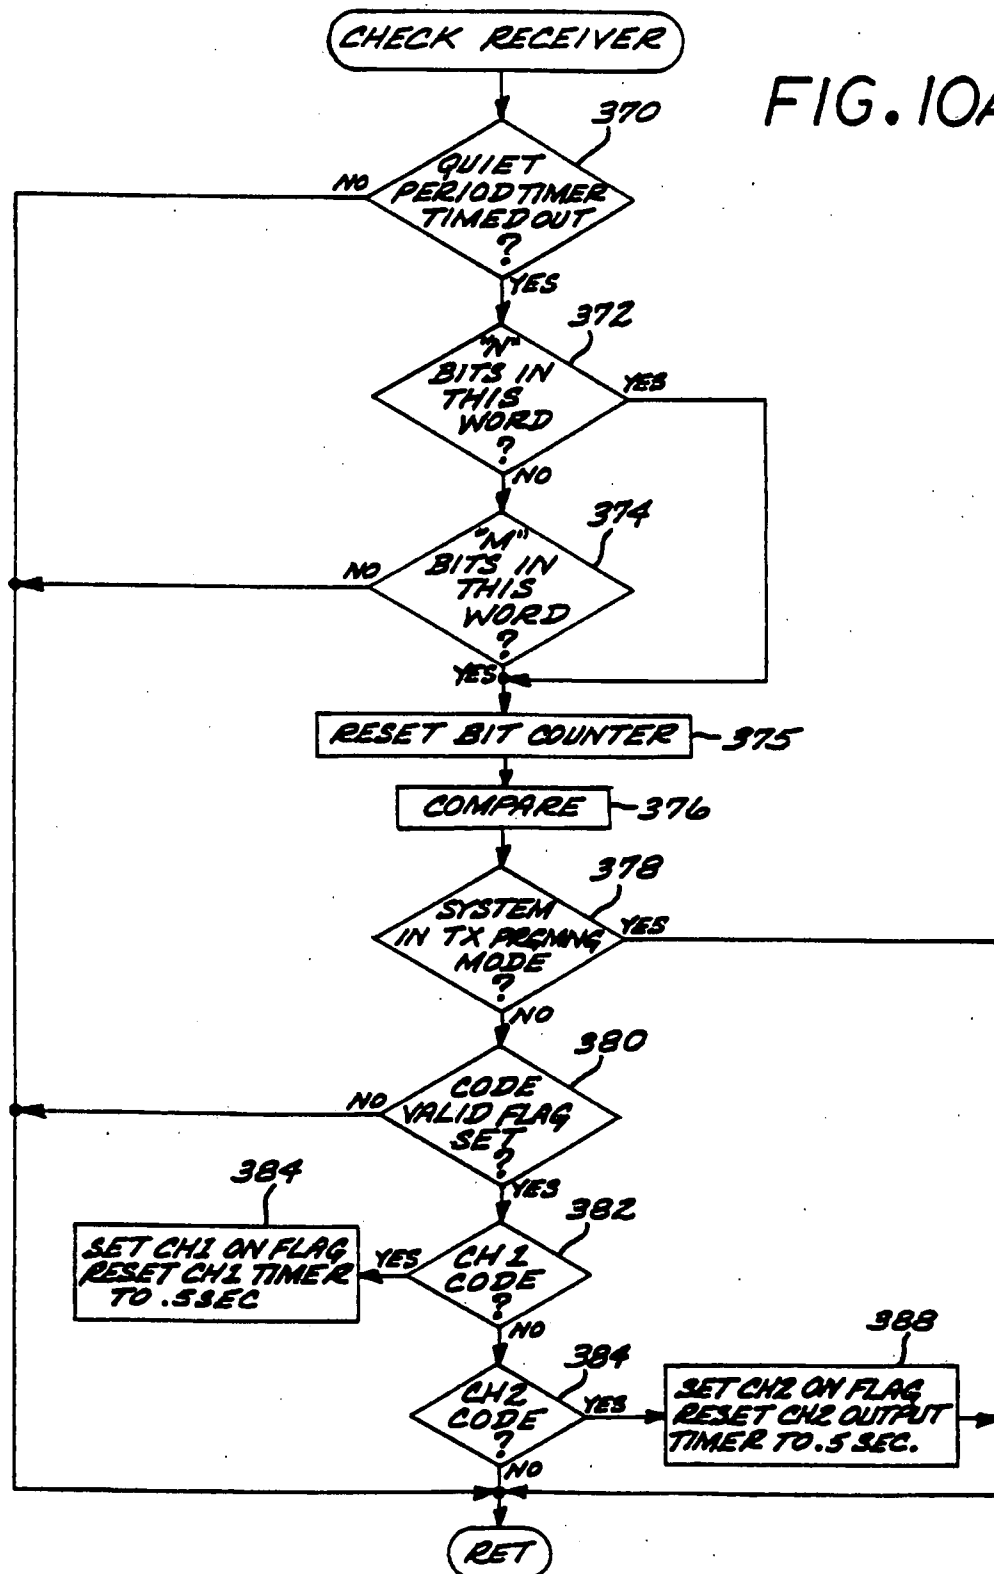 CHECK RECEIVER
FIG. 10A
370
QUIET
PERIOD TIMER
TIMED OUT
?
NO
YES
372
"N"
BITS IN
THIS
WORD
?
YES
NO
374
"M"
BITS IN
THIS
WORD
?
NO
YES
RESET BIT COUNTER
375
COMPARE
376
378
SYSTEM
IN TX PRGMNG
MODE
?
YES
NO
380
CODE
VALID FLAG
SET
?
NO
YES
384
SET CH1 ON FLAG
RESET CH1 TIMER
TO .5SEC
382
CH 1
CODE
?
YES
NO
384
CH2
CODE
?
YES
NO
388
SET CH2 ON FLAG
RESET CH2 OUTPUT
TIMER TO .5 SEC.
RET